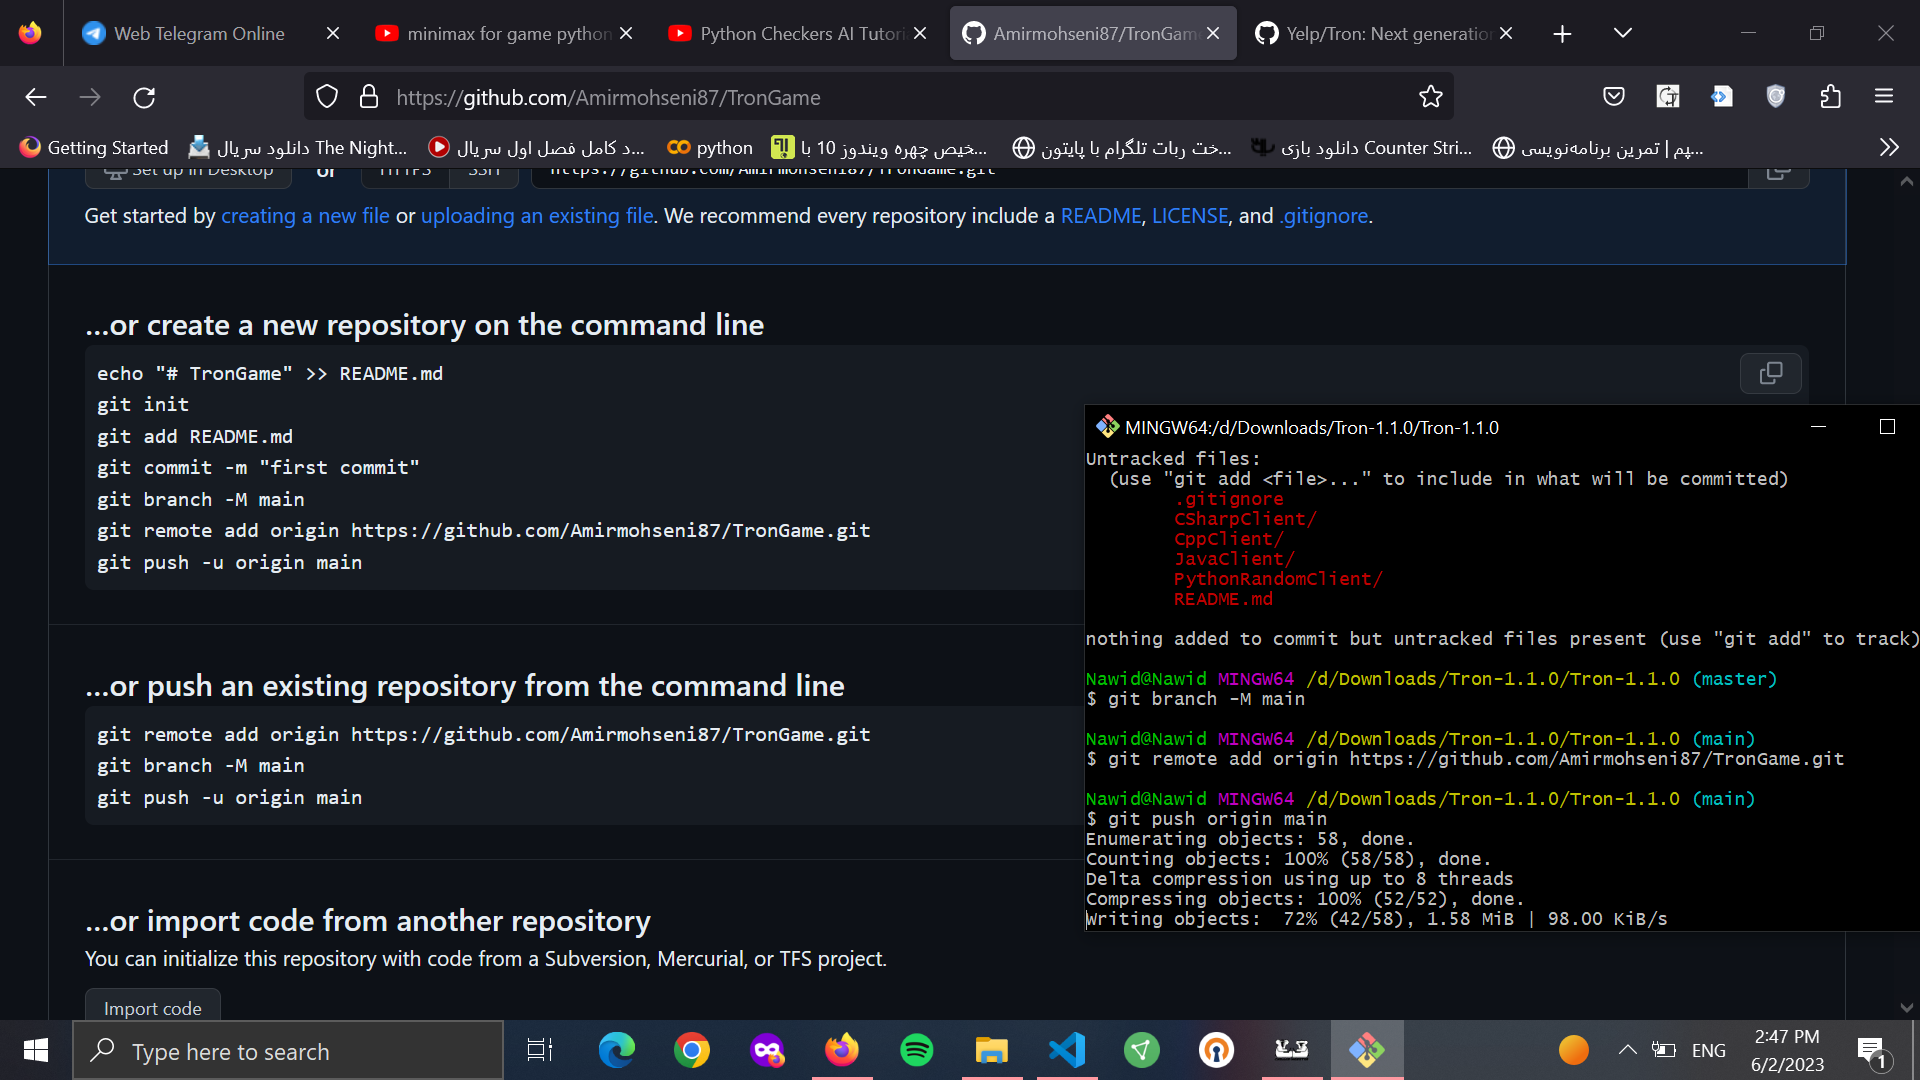 Web Telegram Online
minimax for game python
Python Checkers AI Tutori
Amirmohseni87/TronGame
Yelp/Tron: Next generation
https://github.com/Amirmohseni87/TronGame
Getting Started
دانلود سریال The Night...
د کامل فصل اول سریال...
python
خیص چهره ویندوز 10 با...
خت ربات تلگرام با پایتون...
دانلود بازی Counter Stri...
پم | تمرین برنامه‌نویسی...
Set up in Desktop or HTTPS SSH https://github.com/Amirmohseni87/TronGame.git
Get started by creating a new file or uploading an existing file. We recommend every repository include a README, LICENSE, and .gitignore.
...or create a new repository on the command line
echo "# TronGame" >> README.md
git init
git add README.md
git commit -m "first commit"
git branch -M main
git remote add origin https://github.com/Amirmohseni87/TronGame.git
git push -u origin main
...or push an existing repository from the command line
git remote add origin https://github.com/Amirmohseni87/TronGame.git
git branch -M main
git push -u origin main
...or import code from another repository
You can initialize this repository with code from a Subversion, Mercurial, or TFS project.
Import code
MINGW64:/d/Downloads/Tron-1.1.0/Tron-1.1.0
Untracked files:
(use "git add <file>..." to include in what will be committed)
.gitignore
CSharpClient/
CppClient/
JavaClient/
PythonRandomClient/
README.md
nothing added to commit but untracked files present (use "git add" to track)
Nawid@Nawid MINGW64 /d/Downloads/Tron-1.1.0/Tron-1.1.0 (master)
$ git branch -M main
Nawid@Nawid MINGW64 /d/Downloads/Tron-1.1.0/Tron-1.1.0 (main)
$ git remote add origin https://github.com/Amirmohseni87/TronGame.git
Nawid@Nawid MINGW64 /d/Downloads/Tron-1.1.0/Tron-1.1.0 (main)
$ git push origin main
Enumerating objects: 58, done.
Counting objects: 100% (58/58), done.
Delta compression using up to 8 threads
Compressing objects: 100% (52/52), done.
Writing objects:  72% (42/58), 1.58 MiB | 98.00 KiB/s
Type here to search
ENG
2:47 PM
6/2/2023
1